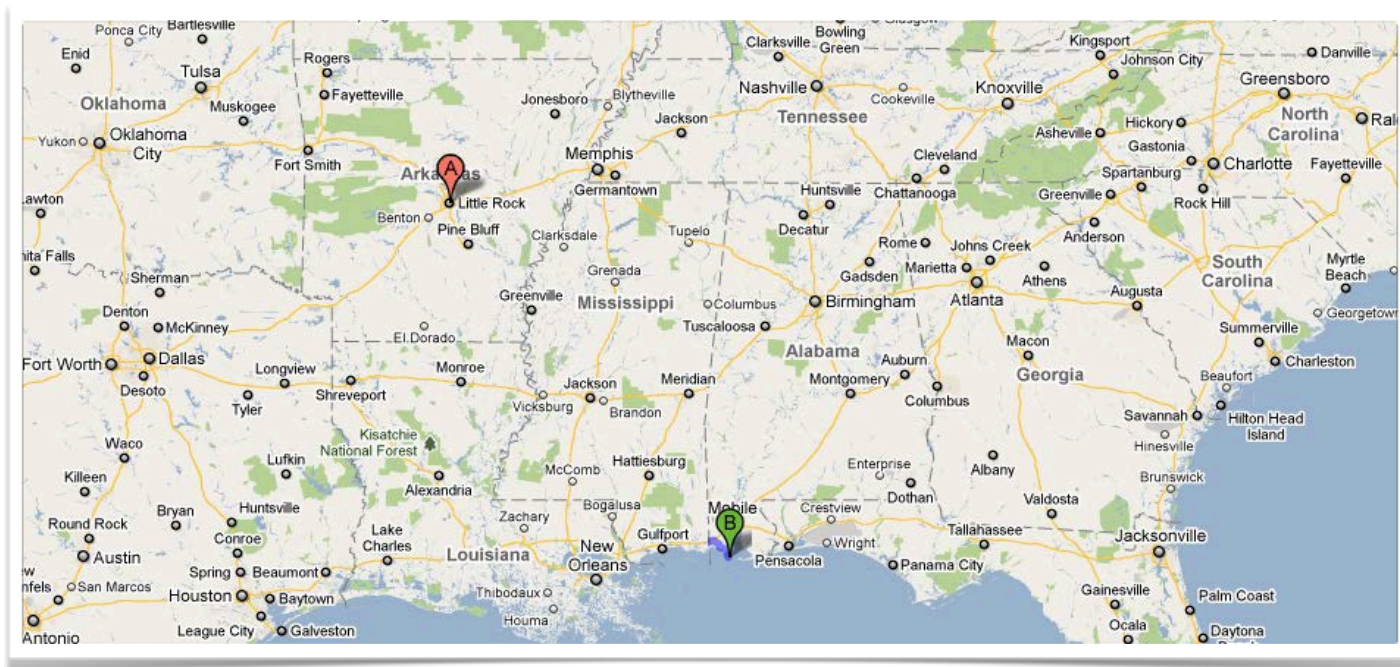 Ponca City
Bartlesville
Bowling
Green
Clarksville
Kingsport
Danville
Enid
Rogers
Johnson City
Tulsa
Nashville
Knoxville
Greensboro
Fayetteville
Jonesboro
Blytheville
Cookeville
Oklahoma
Muskogee
Tennessee
North
Carolina
Jackson
Hickory
Yukon
Oklahoma
City
Asheville
Memphis
Gastonia
Fort Smith
Cleveland
Charlotte
Fayetteville
A
Spartanburg
Germantown
Chattanooga
Huntsville
Greenville
Little Rock
Rock Hill
Benton
Pine Bluff
Clarksdale
Tupelo
Decatur
Anderson
Rome
Johns Creek
Sherman
Grenada
Gadsden
Marietta
Athens
South
Carolina
Myrtle
Beach
Greenville
Mississippi
Columbus
Birmingham
Atlanta
Augusta
Denton
McKinney
Tuscaloosa
Summerville
El Dorado
Macon
Alabama
Fort Worth
Dallas
Auburn
Georgia
Charleston
Longview
Monroe
Jackson
Meridian
Montgomery
Beaufort
Desoto
Shreveport
Tyler
Vicksburg
Brandon
Columbus
Savannah
Hilton Head
Island
Waco
Kisatchie
National Forest
Hinesville
Lufkin
Hattiesburg
Enterprise
Albany
Killeen
McComb
Brunswick
Alexandria
Dothan
Huntsville
Bogalusa
Mobile
Crestview
Valdosta
Bryan
Zachary
B
Round Rock
Conroe
Lake
Charles
Gulfport
Tallahassee
Wright
Jacksonville
Austin
Louisiana
New
Orleans
Pensacola
Panama City
Spring
Beaumont
San Marcos
Thibodaux
Gainesville
Houston
Baytown
Palm Coast
Houma
League City
Galveston
Ocala
Daytona